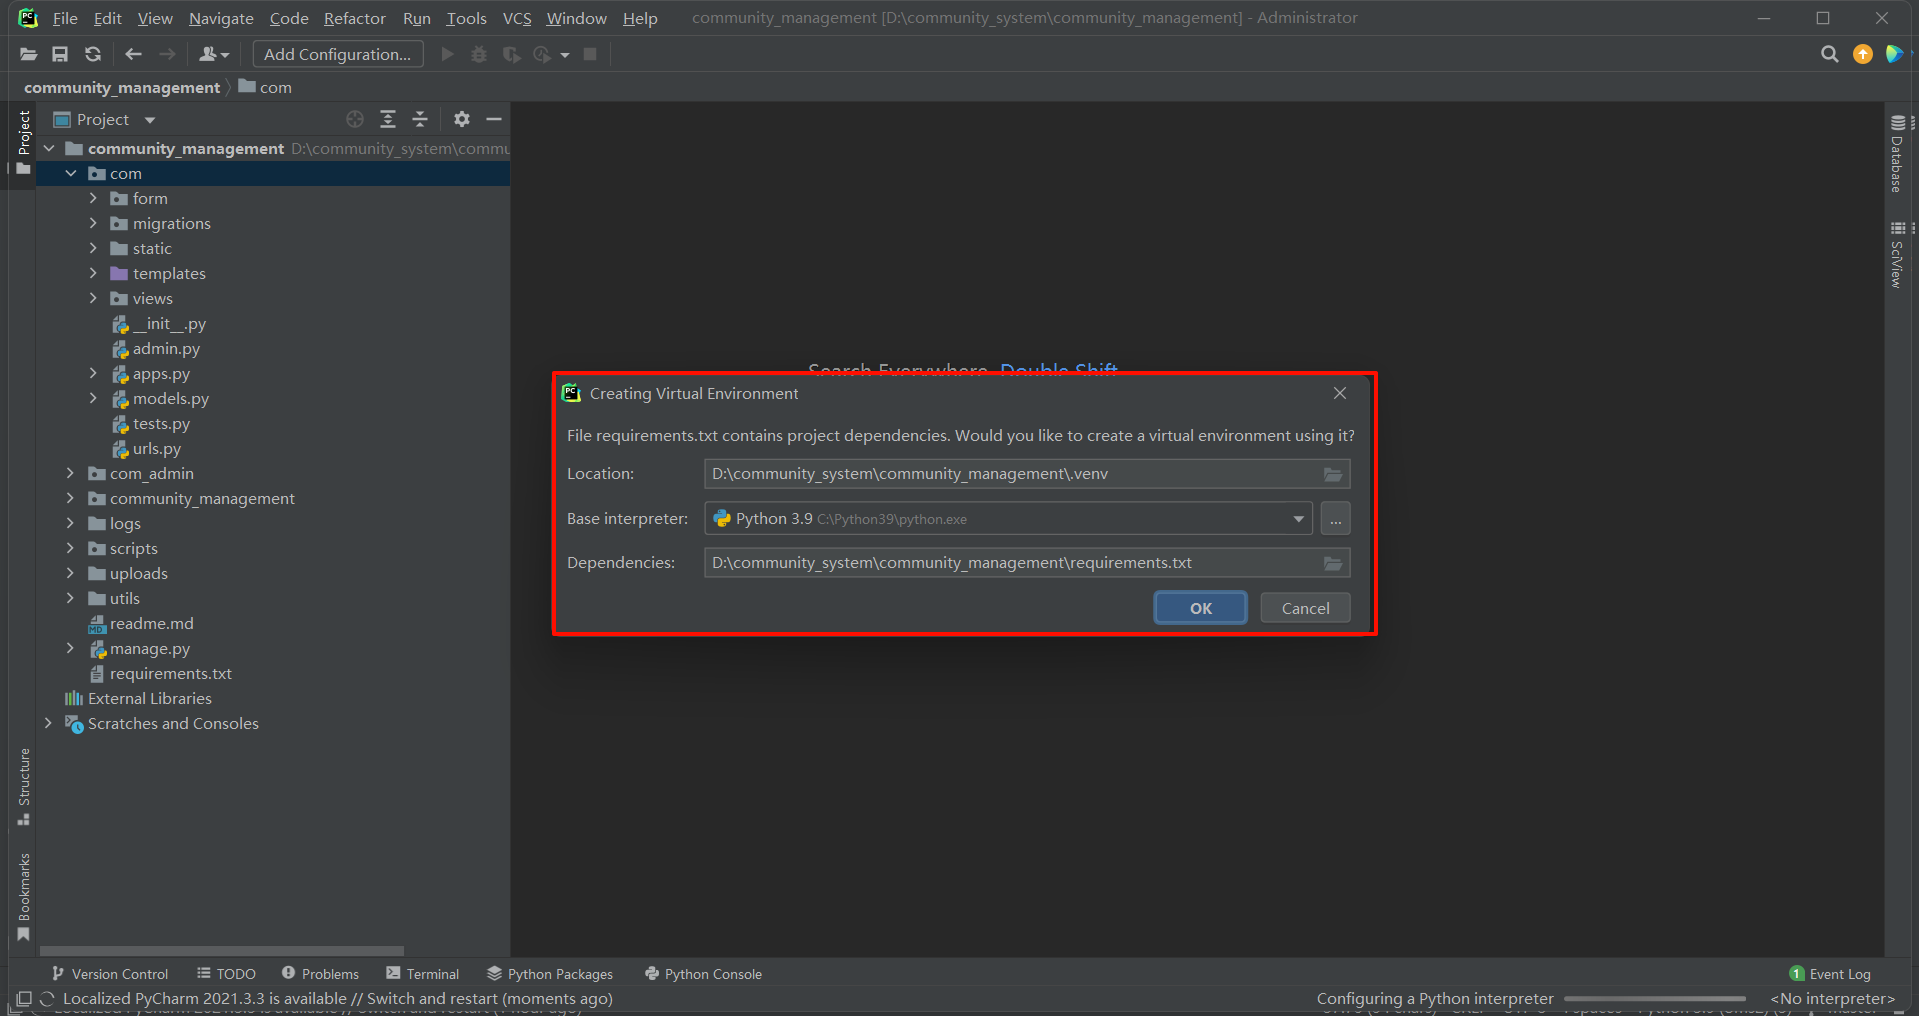 File Edit View Navigate Code Refactor Run Tools VCS Window Help community_management [D:\community_system\community_management] - Administrator
Add Configuration...
community_management com
Project
Project
community_management D:\community_system\commu
com
form
migrations
static
templates
views
__init__.py
admin.py
apps.py
models.py
tests.py
urls.py
com_admin
community_management
logs
scripts
uploads
utils
readme.md
manage.py
requirements.txt
External Libraries
Scratches and Consoles
Structure
Bookmarks
Search Everywhere Double Shift
Creating Virtual Environment
File requirements.txt contains project dependencies. Would you like to create a virtual environment using it?
Location: D:\community_system\community_management\.venv
Base interpreter: Python 3.9 C:\Python39\python.exe ...
Dependencies: D:\community_system\community_management\requirements.txt
OK Cancel
Database
SciView
Version Control TODO Problems Terminal Python Packages Python Console 1 Event Log
Localized PyCharm 2021.3.3 is available // Switch and restart (moments ago) Configuring a Python interpreter <No interpreter>